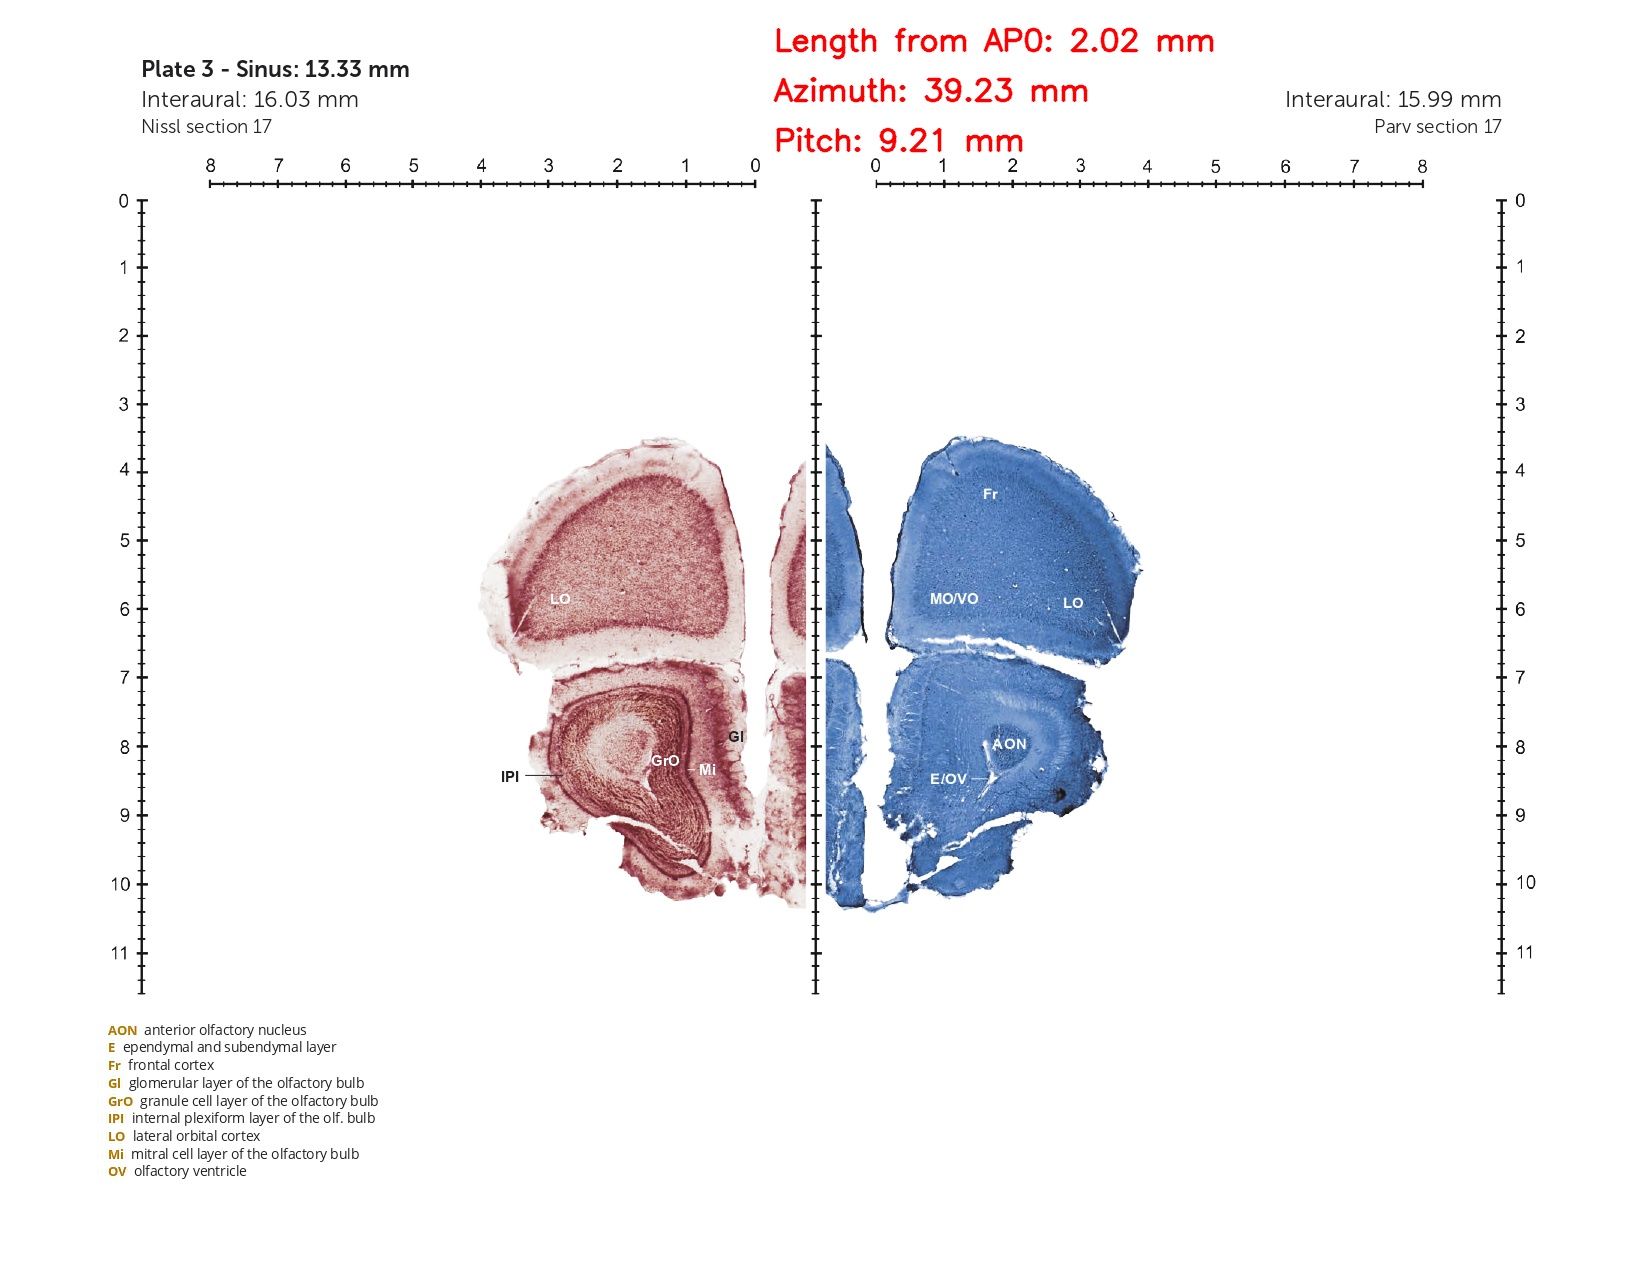 Length from AP0: 2.02 mm
Plate 3 - Sinus: 13.33 mm
Azimuth: 39.23 mm
Interaural: 16.03 mm
Interaural: 15.99 mm
Nissl section 17
Parv section 17
Pitch: 9.21 mm
8 7 6 5 4 3 2 1 0
0 1 2 3 4 5 6 7 8
0 0
1 1
2 2
3 3
4 4
Fr
5 5
LO MO/VO LO
6 6
7 7
Gl AON
8 8
GrO Mi
IPl E/OV
9 9
10 10
11 11
AON anterior olfactory nucleus
E ependymal and subendymal layer
Fr frontal cortex
Gl glomerular layer of the olfactory bulb
GrO granule cell layer of the olfactory bulb
IPl internal plexiform layer of the olf. bulb
LO lateral orbital cortex
Mi mitral cell layer of the olfactory bulb
OV olfactory ventricle